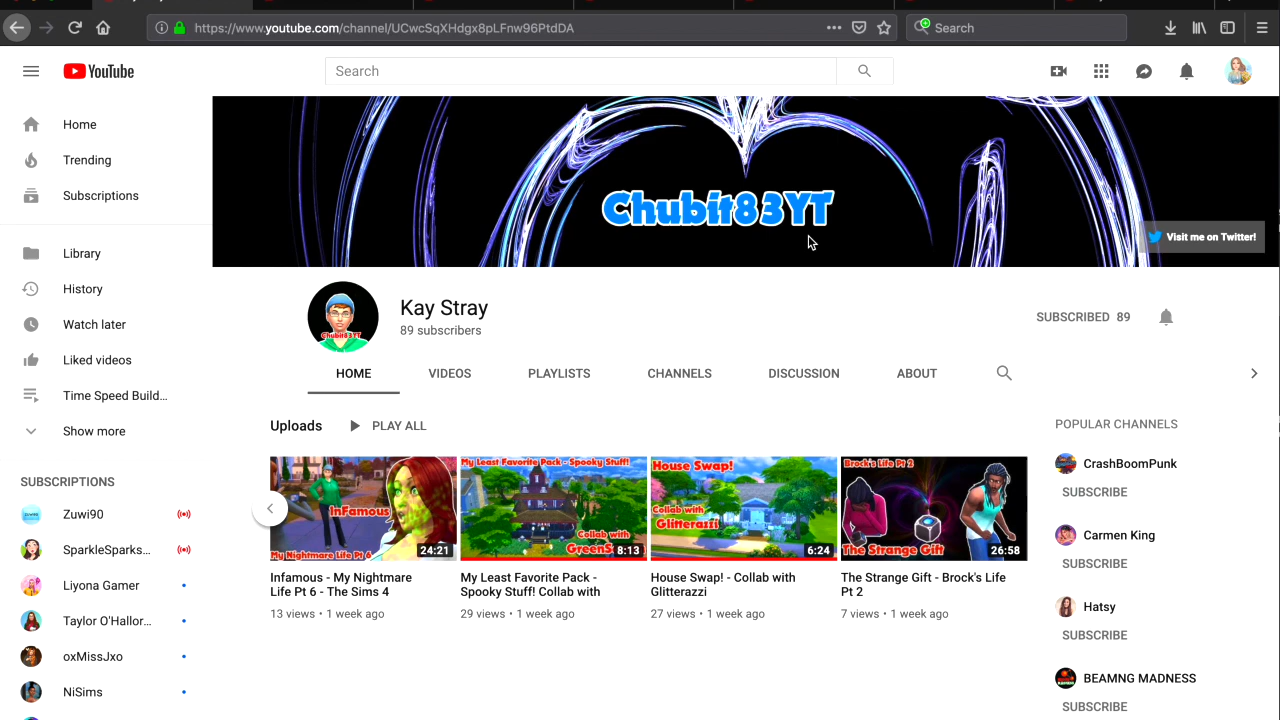 https://www.youtube.com/channel/UCwcSqXHdgx8pLFnw96PtdDA
Search
YouTube
Search
Home
Trending
Subscriptions
Library
History
Watch later
Liked videos
Time Speed Build...
Show more
SUBSCRIPTIONS
Zuwi90
SparkleSparks...
Liyona Gamer
Taylor O'Hallor...
oxMissJxo
NiSims
Chubit83YT
Visit me on Twitter!
Chubit83YT
Kay Stray
89 subscribers
SUBSCRIBED 89
HOME
VIDEOS
PLAYLISTS
CHANNELS
DISCUSSION
ABOUT
Uploads
PLAY ALL
InFamous
My Nightmare Life Pt 6
24:21
Infamous - My Nightmare
Life Pt 6 - The Sims 4
13 views • 1 week ago
My Least Favorite Pack - Spooky Stuff!
Collab with
GreenS
8:13
My Least Favorite Pack -
Spooky Stuff! Collab with
29 views • 1 week ago
House Swap!
Collab with
Glitterazzi
6:24
House Swap! - Collab with
Glitterazzi
27 views • 1 week ago
Brock's Life Pt 2
The Strange Gift
26:58
The Strange Gift - Brock's Life
Pt 2
7 views • 1 week ago
POPULAR CHANNELS
CrashBoomPunk
SUBSCRIBE
Carmen King
SUBSCRIBE
Hatsy
SUBSCRIBE
BEAMNG MADNESS
SUBSCRIBE